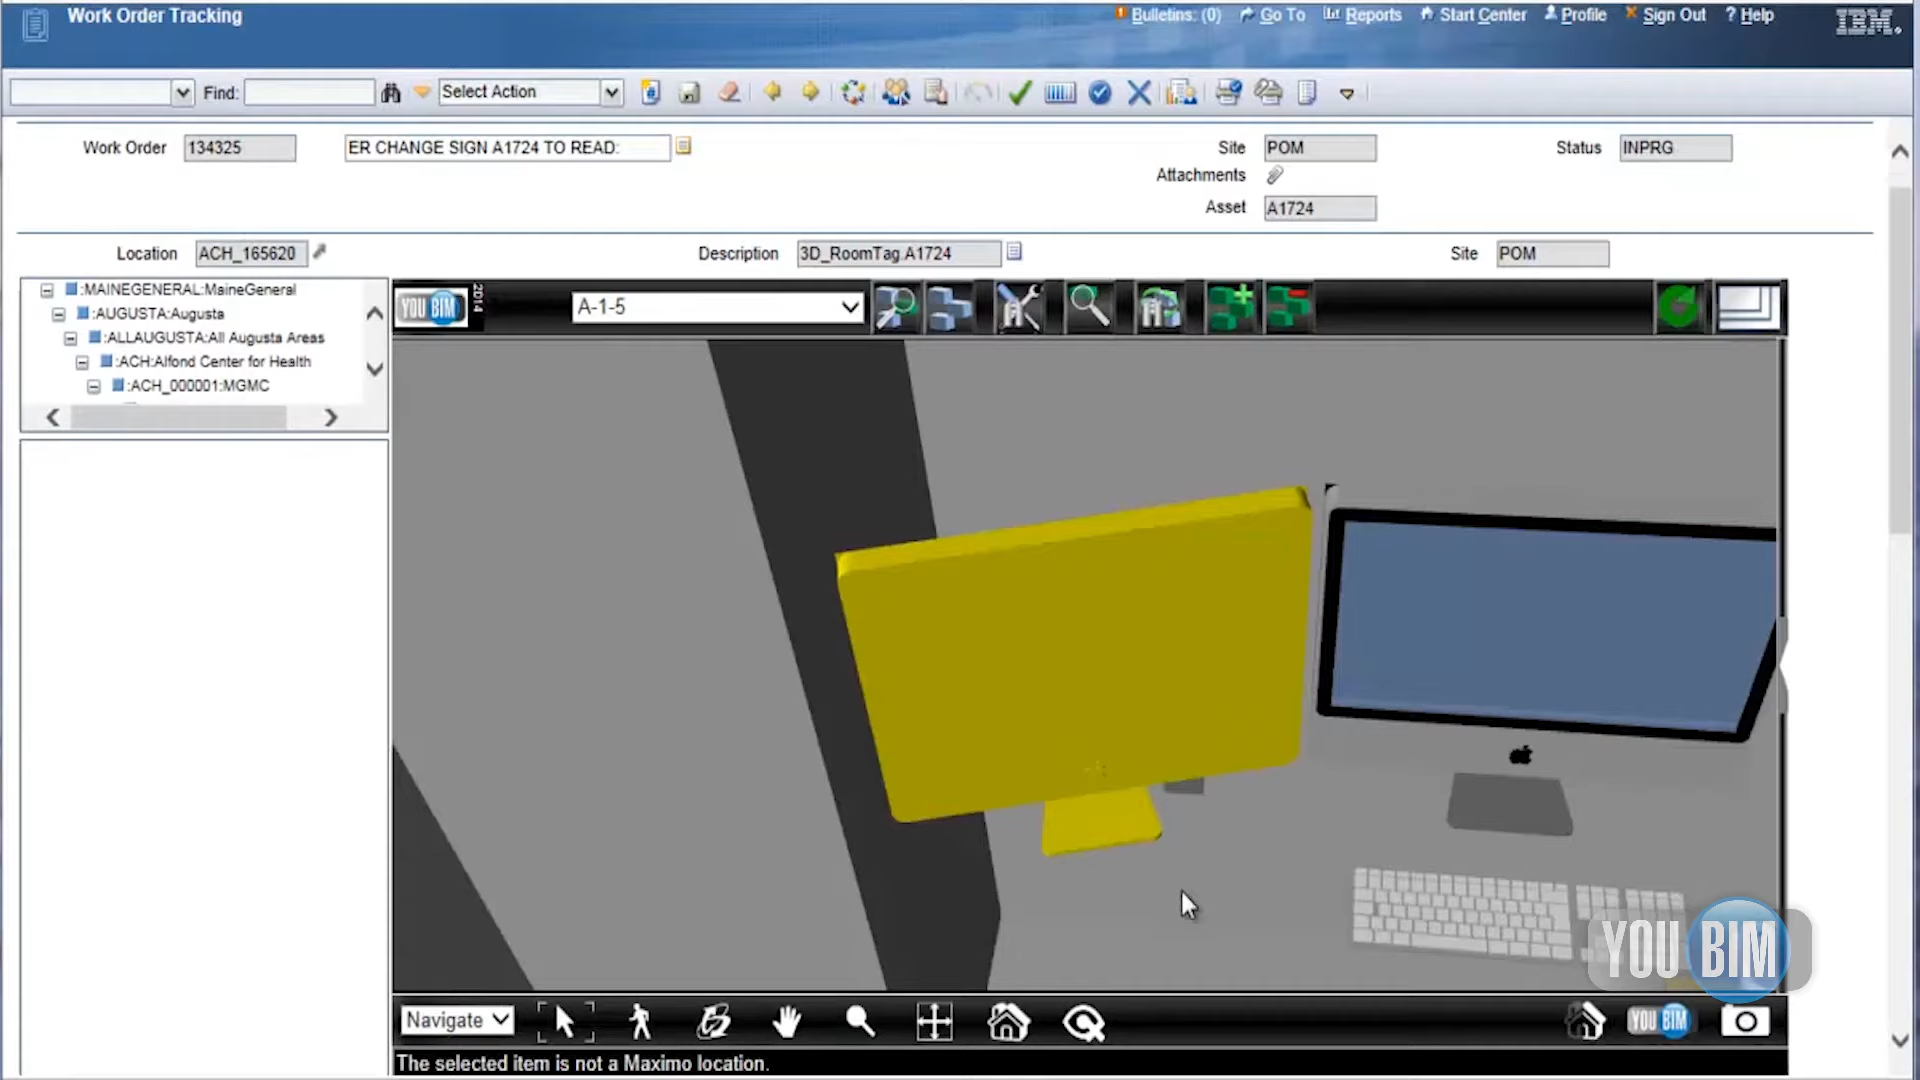 Work Order Tracking
Bulletins: (0) Go To Reports Start Center Profile Sign Out ? Help
IBM.
Find: Select Action
Work Order 134325 ER CHANGE SIGN A1724 TO READ: Site POM Status INPRG
Attachments
Asset A1724
Location ACH_165620 Description 3D_RoomTag.A1724 Site POM
:MAINEGENERAL:MaineGeneral
:AUGUSTA:Augusta
:ALLAUGUSTA:All Augusta Areas
:ACH:Alfond Center for Health
:ACH_000001:MGMC
YOU BIM 2014 A-1-5
YOU BIM
Navigate YOU BIM
The selected item is not a Maximo location.